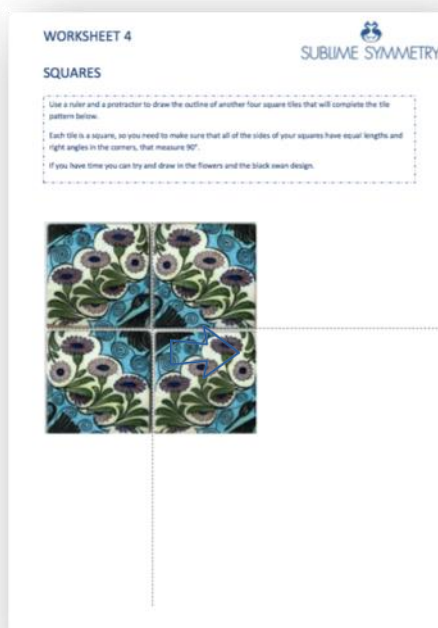 WORKSHEET 4
SUBLIME SYMMETRY
SQUARES
Use a ruler and a protractor to draw the outline of another four square tiles that will complete the tile
pattern below.
Each tile is a square, so you need to make sure that all of the sides of your squares have equal lengths and
right angles in the corners, that measure 90°.
If you have time you can try and draw in the flowers and the black swan design.